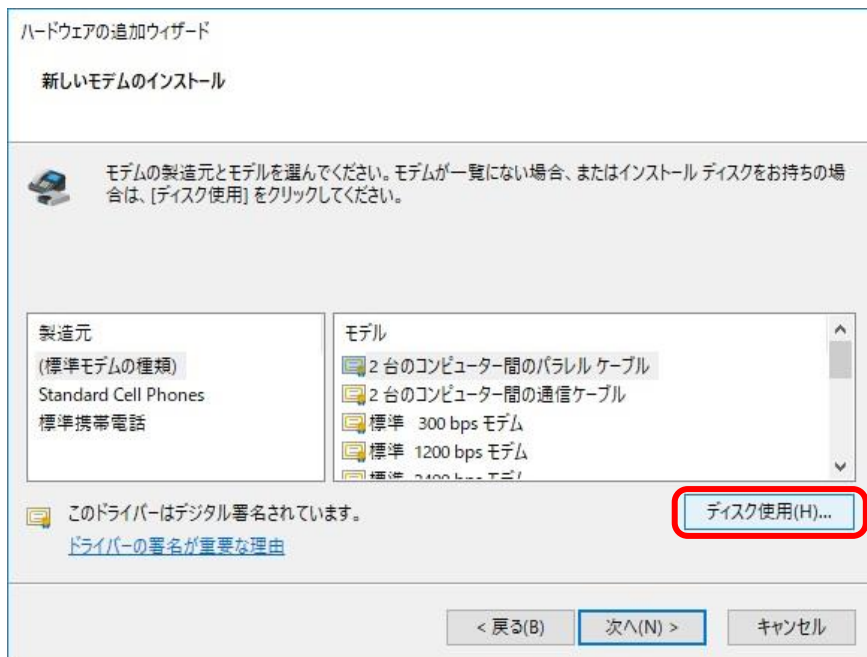 ハードウェアの追加ウィザード
新しいモデムのインストール
モデムの製造元とモデルを選んでください。モデムが一覧にない場合、またはインストール ディスクをお持ちの場
合は、[ディスク使用] をクリックしてください。
製造元
(標準モデムの種類)
Standard Cell Phones
標準携帯電話
モデル
2 台のコンピューター間のパラレル ケーブル
2 台のコンピューター間の通信ケーブル
標準 300 bps モデム
標準 1200 bps モデム
標準 2400 bps モデム
このドライバーはデジタル署名されています。
ドライバーの署名が重要な理由
ディスク使用(H)...
< 戻る(B)
次へ(N) >
キャンセル